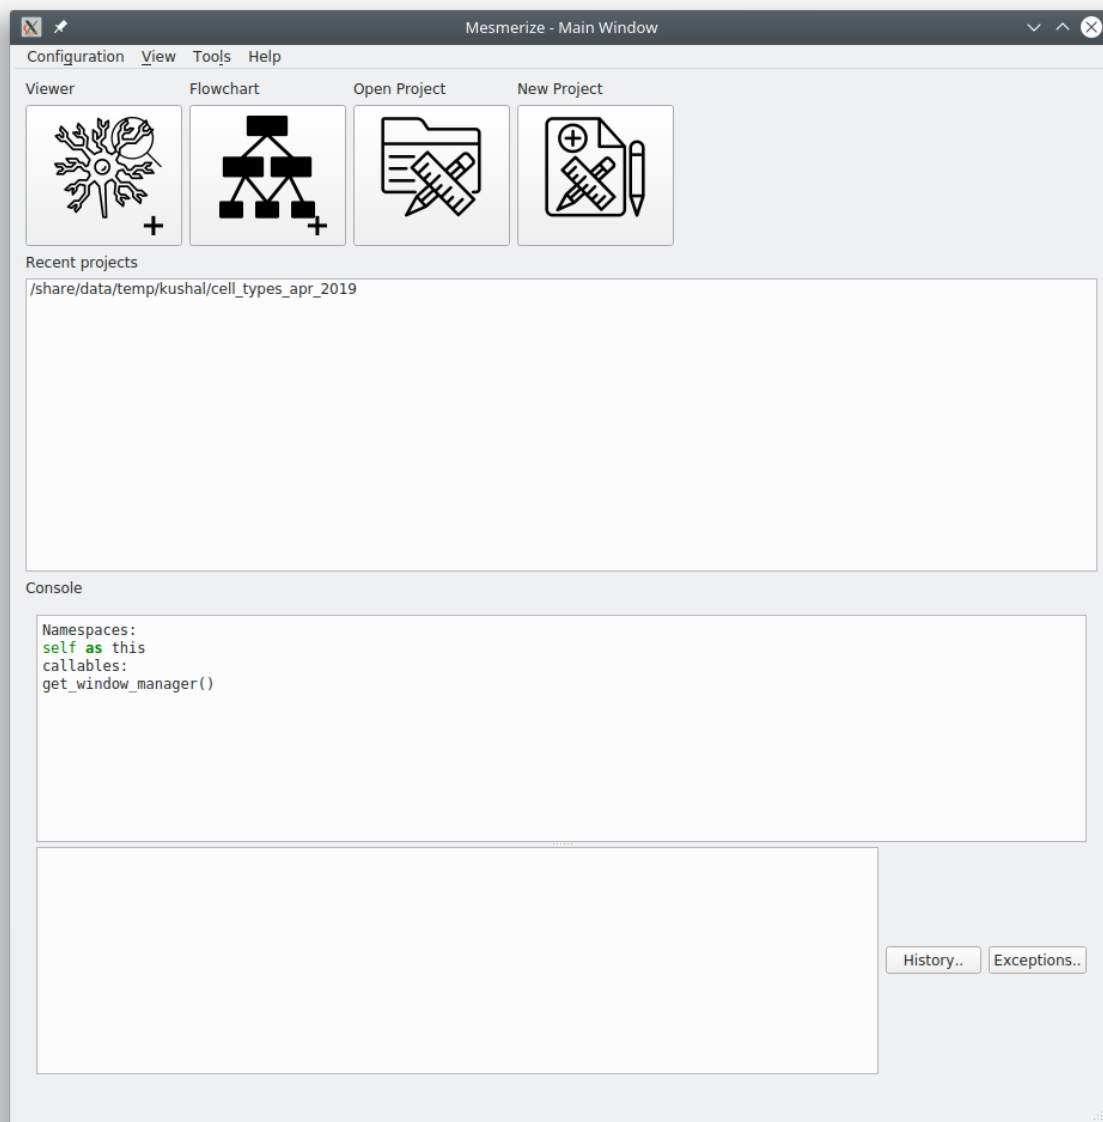 Mesmerize - Main Window
Configuration View Tools Help
Viewer Flowchart Open Project New Project
Recent projects
/share/data/temp/kushal/cell_types_apr_2019
Console
Namespaces:
self as this
callables:
get_window_manager()
History.. Exceptions..